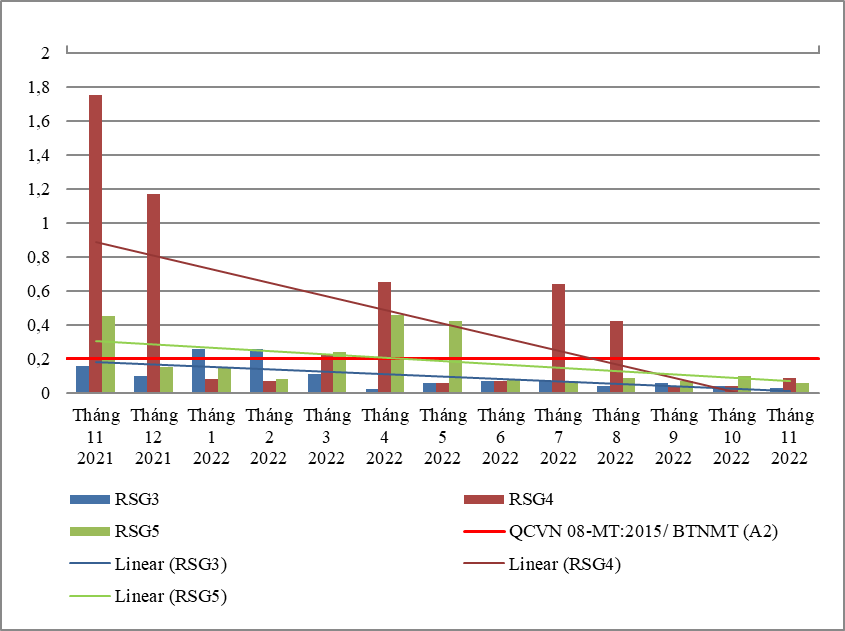 2
1,8
1,6
1,4
1,2
1
0,8
0,6
0,4
0,2
0
Tháng 11 2021
Tháng 12 2021
Tháng 1 2022
Tháng 2 2022
Tháng 3 2022
Tháng 4 2022
Tháng 5 2022
Tháng 6 2022
Tháng 7 2022
Tháng 8 2022
Tháng 9 2022
Tháng 10 2022
Tháng 11 2022
RSG3
RSG4
RSG5
QCVN 08-MT:2015/ BTNMT (A2)
Linear (RSG3)
Linear (RSG4)
Linear (RSG5)